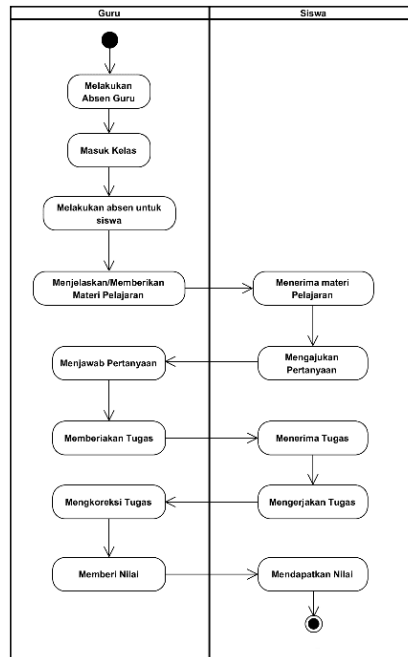 Guru
Siswa
Melakukan
Absen Guru
Masuk Kelas
Melakukan absen untuk
siswa
Menjelaskan/Memberikan
Materi Pelajaran
Menerima materi
Pelajaran
Menjawab Pertanyaan
Mengajukan
Pertanyaan
Memberiakan Tugas
Menerima Tugas
Mengkoreksi Tugas
Mengerjakan Tugas
Memberi Nilai
Mendapatkan Nilai